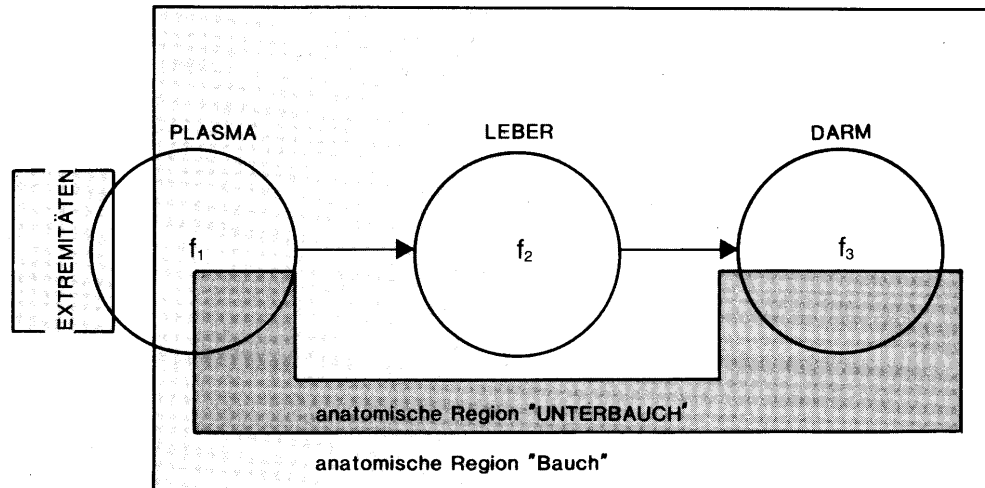 PLASMA
LEBER
DARM
EXTREMITÄTEN
f₁
f₂
f₃
anatomische Region "UNTERBAUCH"
anatomische Region "Bauch"